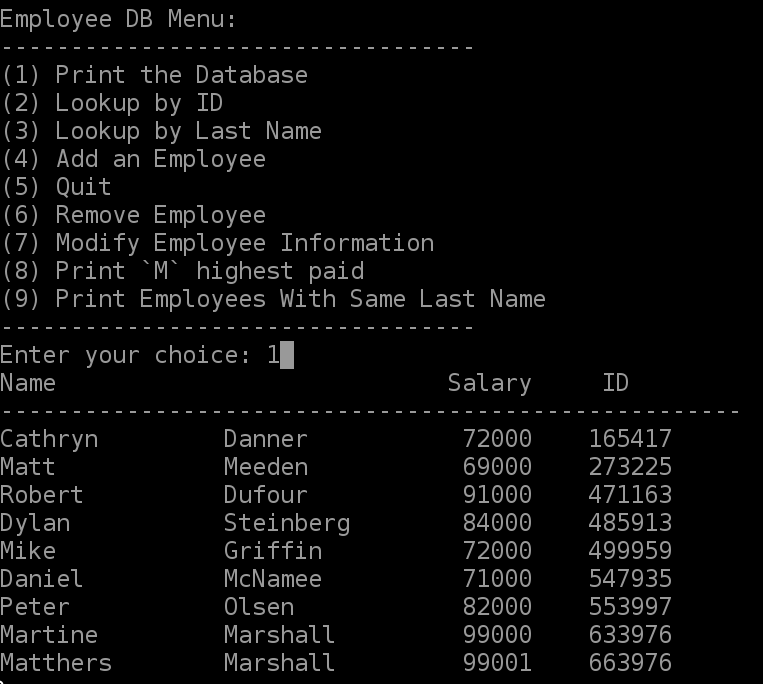 Employee DB Menu:
----------------------------------
(1) Print the Database
(2) Lookup by ID
(3) Lookup by Last Name
(4) Add an Employee
(5) Quit
(6) Remove Employee
(7) Modify Employee Information
(8) Print `M` highest paid
(9) Print Employees With Same Last Name
----------------------------------
Enter your choice: 1
Name                            Salary     ID
-----------------------------------------------------
Cathryn         Danner           72000    165417
Matt            Meeden           69000    273225
Robert          Dufour           91000    471163
Dylan           Steinberg        84000    485913
Mike            Griffin          72000    499959
Daniel          McNamee          71000    547935
Peter           Olsen            82000    553997
Martine         Marshall         99000    633976
Matthers        Marshall         99001    663976